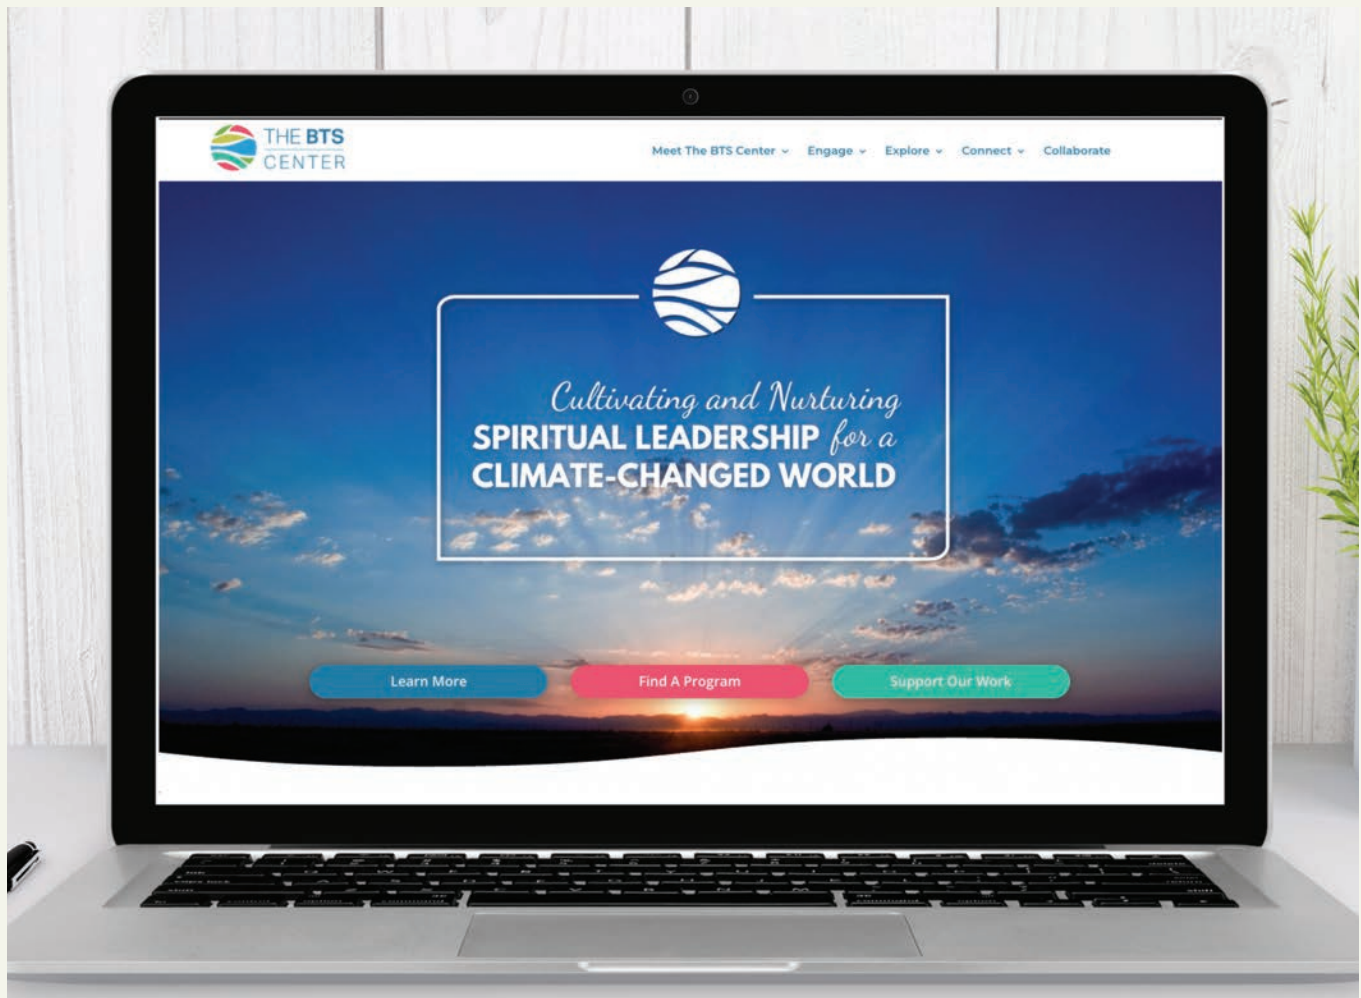 THE BTS
CENTER
Meet The BTS Center Engage Explore Connect Collaborate
Cultivating and Nurturing
SPIRITUAL LEADERSHIP for a
CLIMATE-CHANGED WORLD
Learn More Find A Program Support Our Work